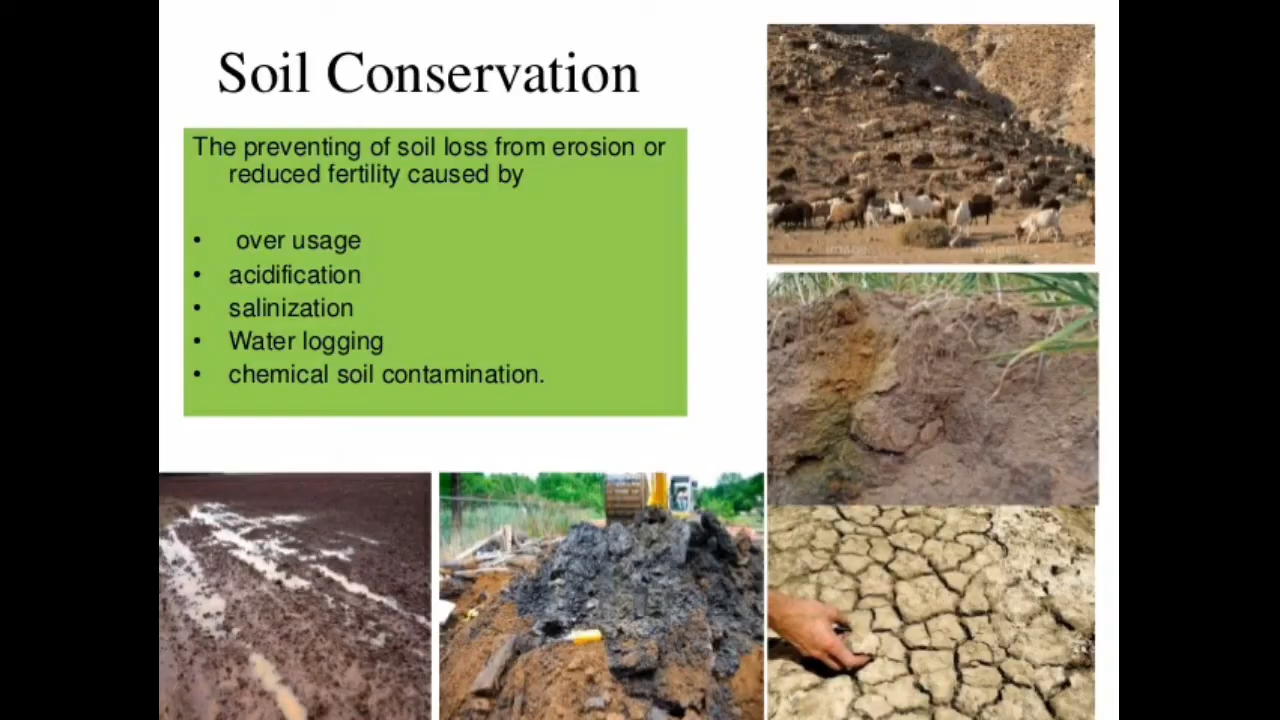 Soil Conservation
The preventing of soil loss from erosion or
reduced fertility caused by
• over usage
• acidification
• salinization
• Water logging
• chemical soil contamination.